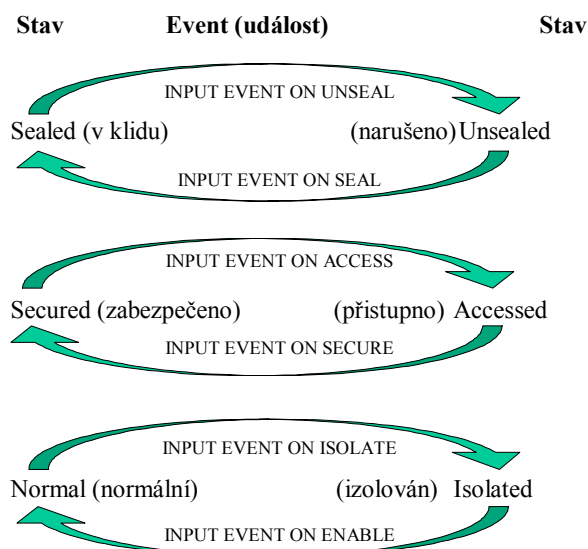 Stav Event (událost) Stav
INPUT EVENT ON UNSEAL
Sealed (v klidu) (narušeno) Unsealed
INPUT EVENT ON SEAL
INPUT EVENT ON ACCESS
Secured (zabezpečeno) (přistupno) Accessed
INPUT EVENT ON SECURE
INPUT EVENT ON ISOLATE
Normal (normální) (izolován) Isolated
INPUT EVENT ON ENABLE